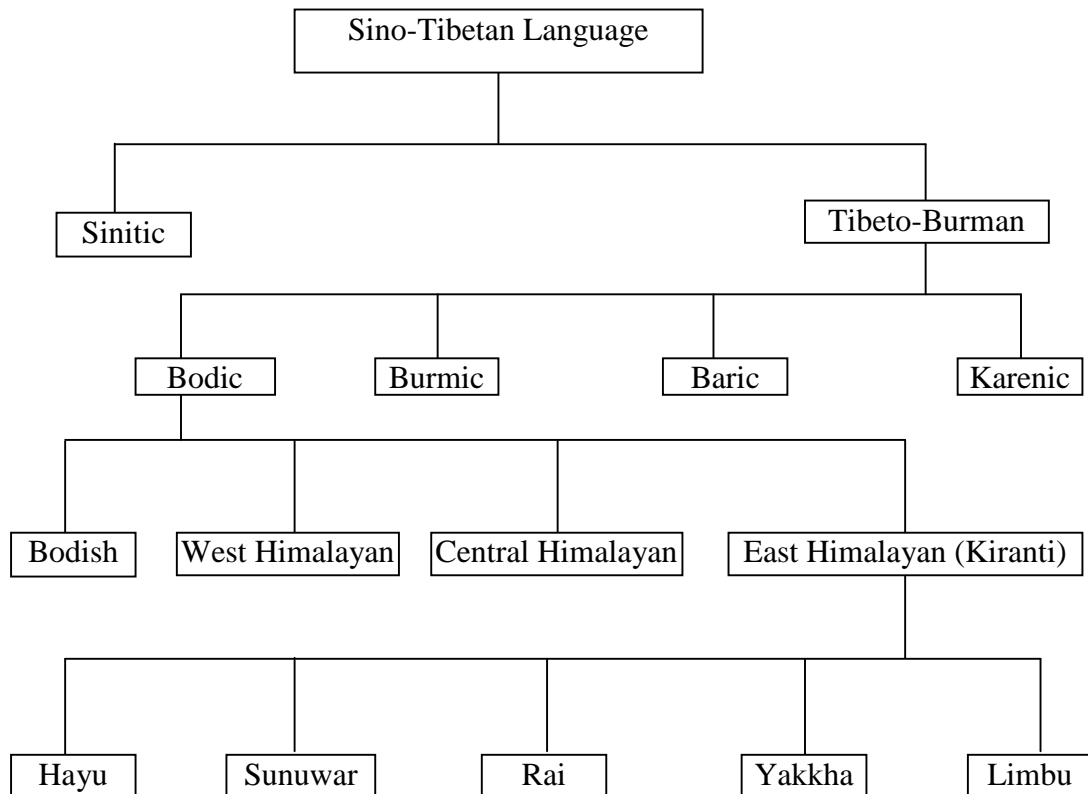 Sino-Tibetan Language
Sinitic
Tibeto-Burman
Bodic
Burmic
Baric
Karenic
Bodish
West Himalayan
Central Himalayan
East Himalayan (Kiranti)
Hayu
Sunuwar
Rai
Yakkha
Limbu